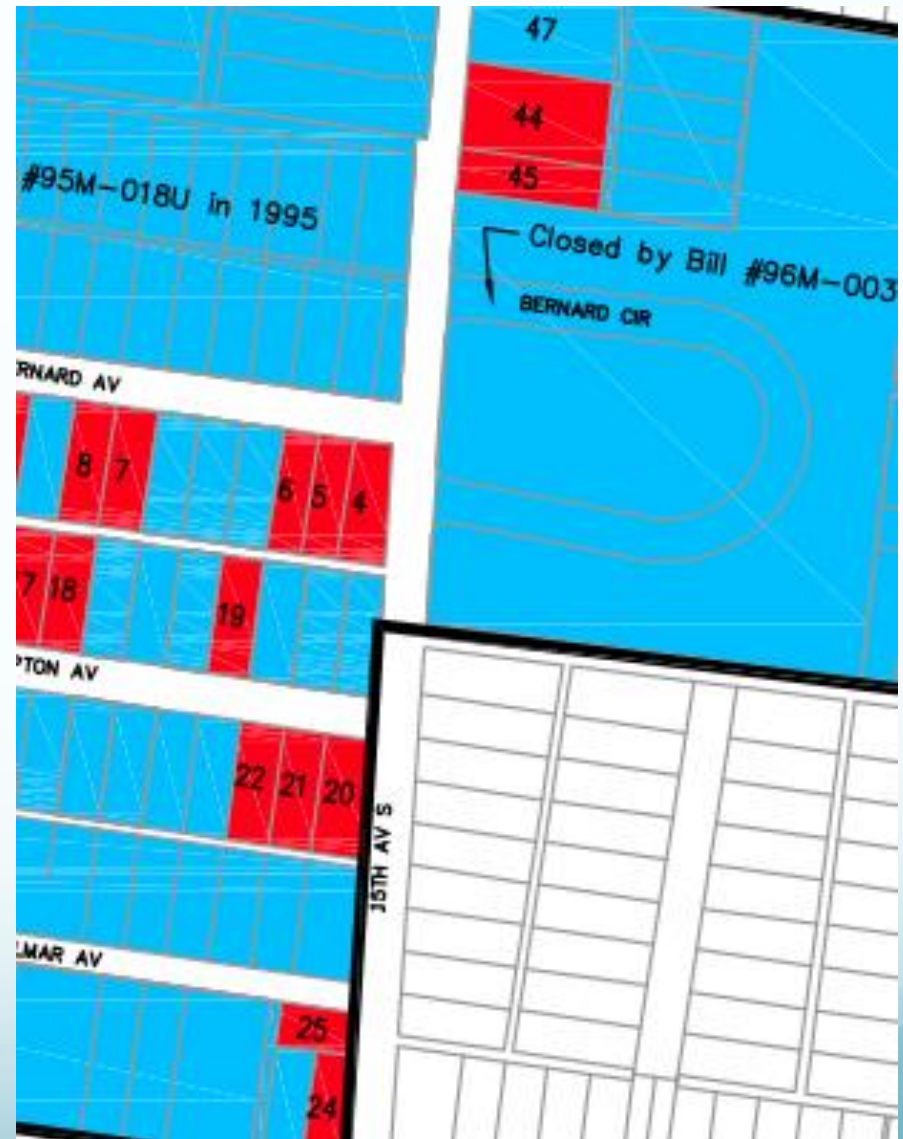 47
44
45
#95M-018U in 1995
Closed by Bill #96M-003
BERNARD CIR
RNARD AV
8 7 6 5 4
7 18 19
PTON AV
22 21 20
15TH AV S
LMAR AV
25
24